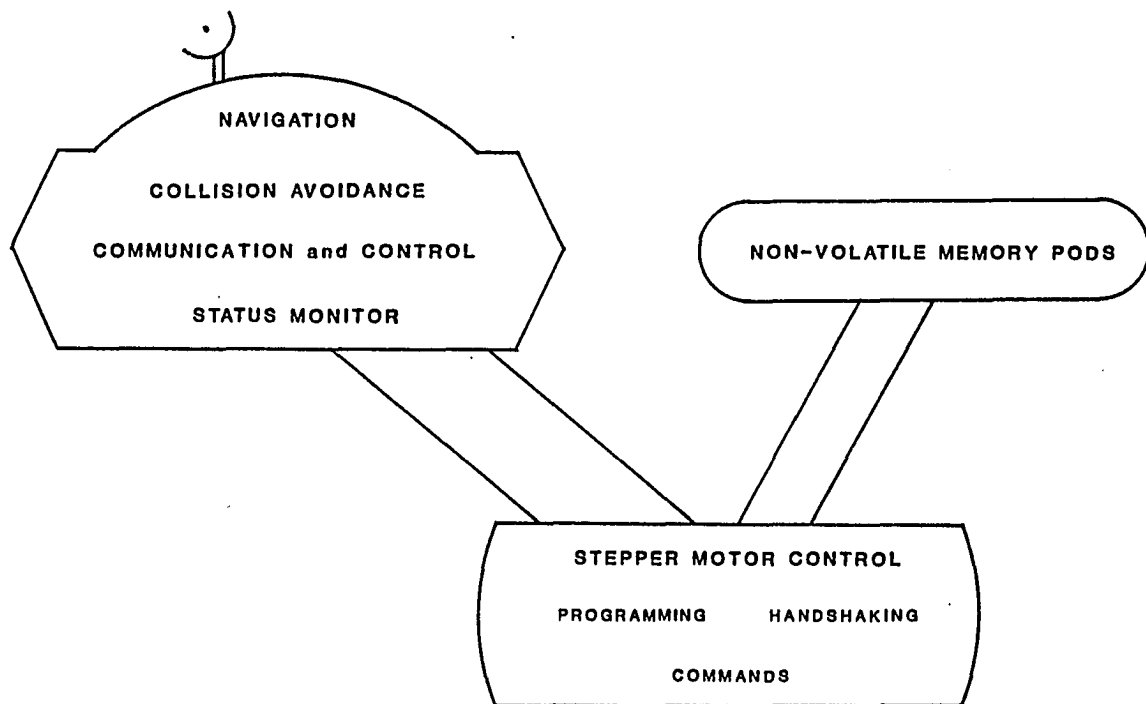 NAVIGATION
COLLISION AVOIDANCE
COMMUNICATION and CONTROL
STATUS MONITOR
NON-VOLATILE MEMORY PODS
STEPPER MOTOR CONTROL
PROGRAMMING HANDSHAKING
COMMANDS